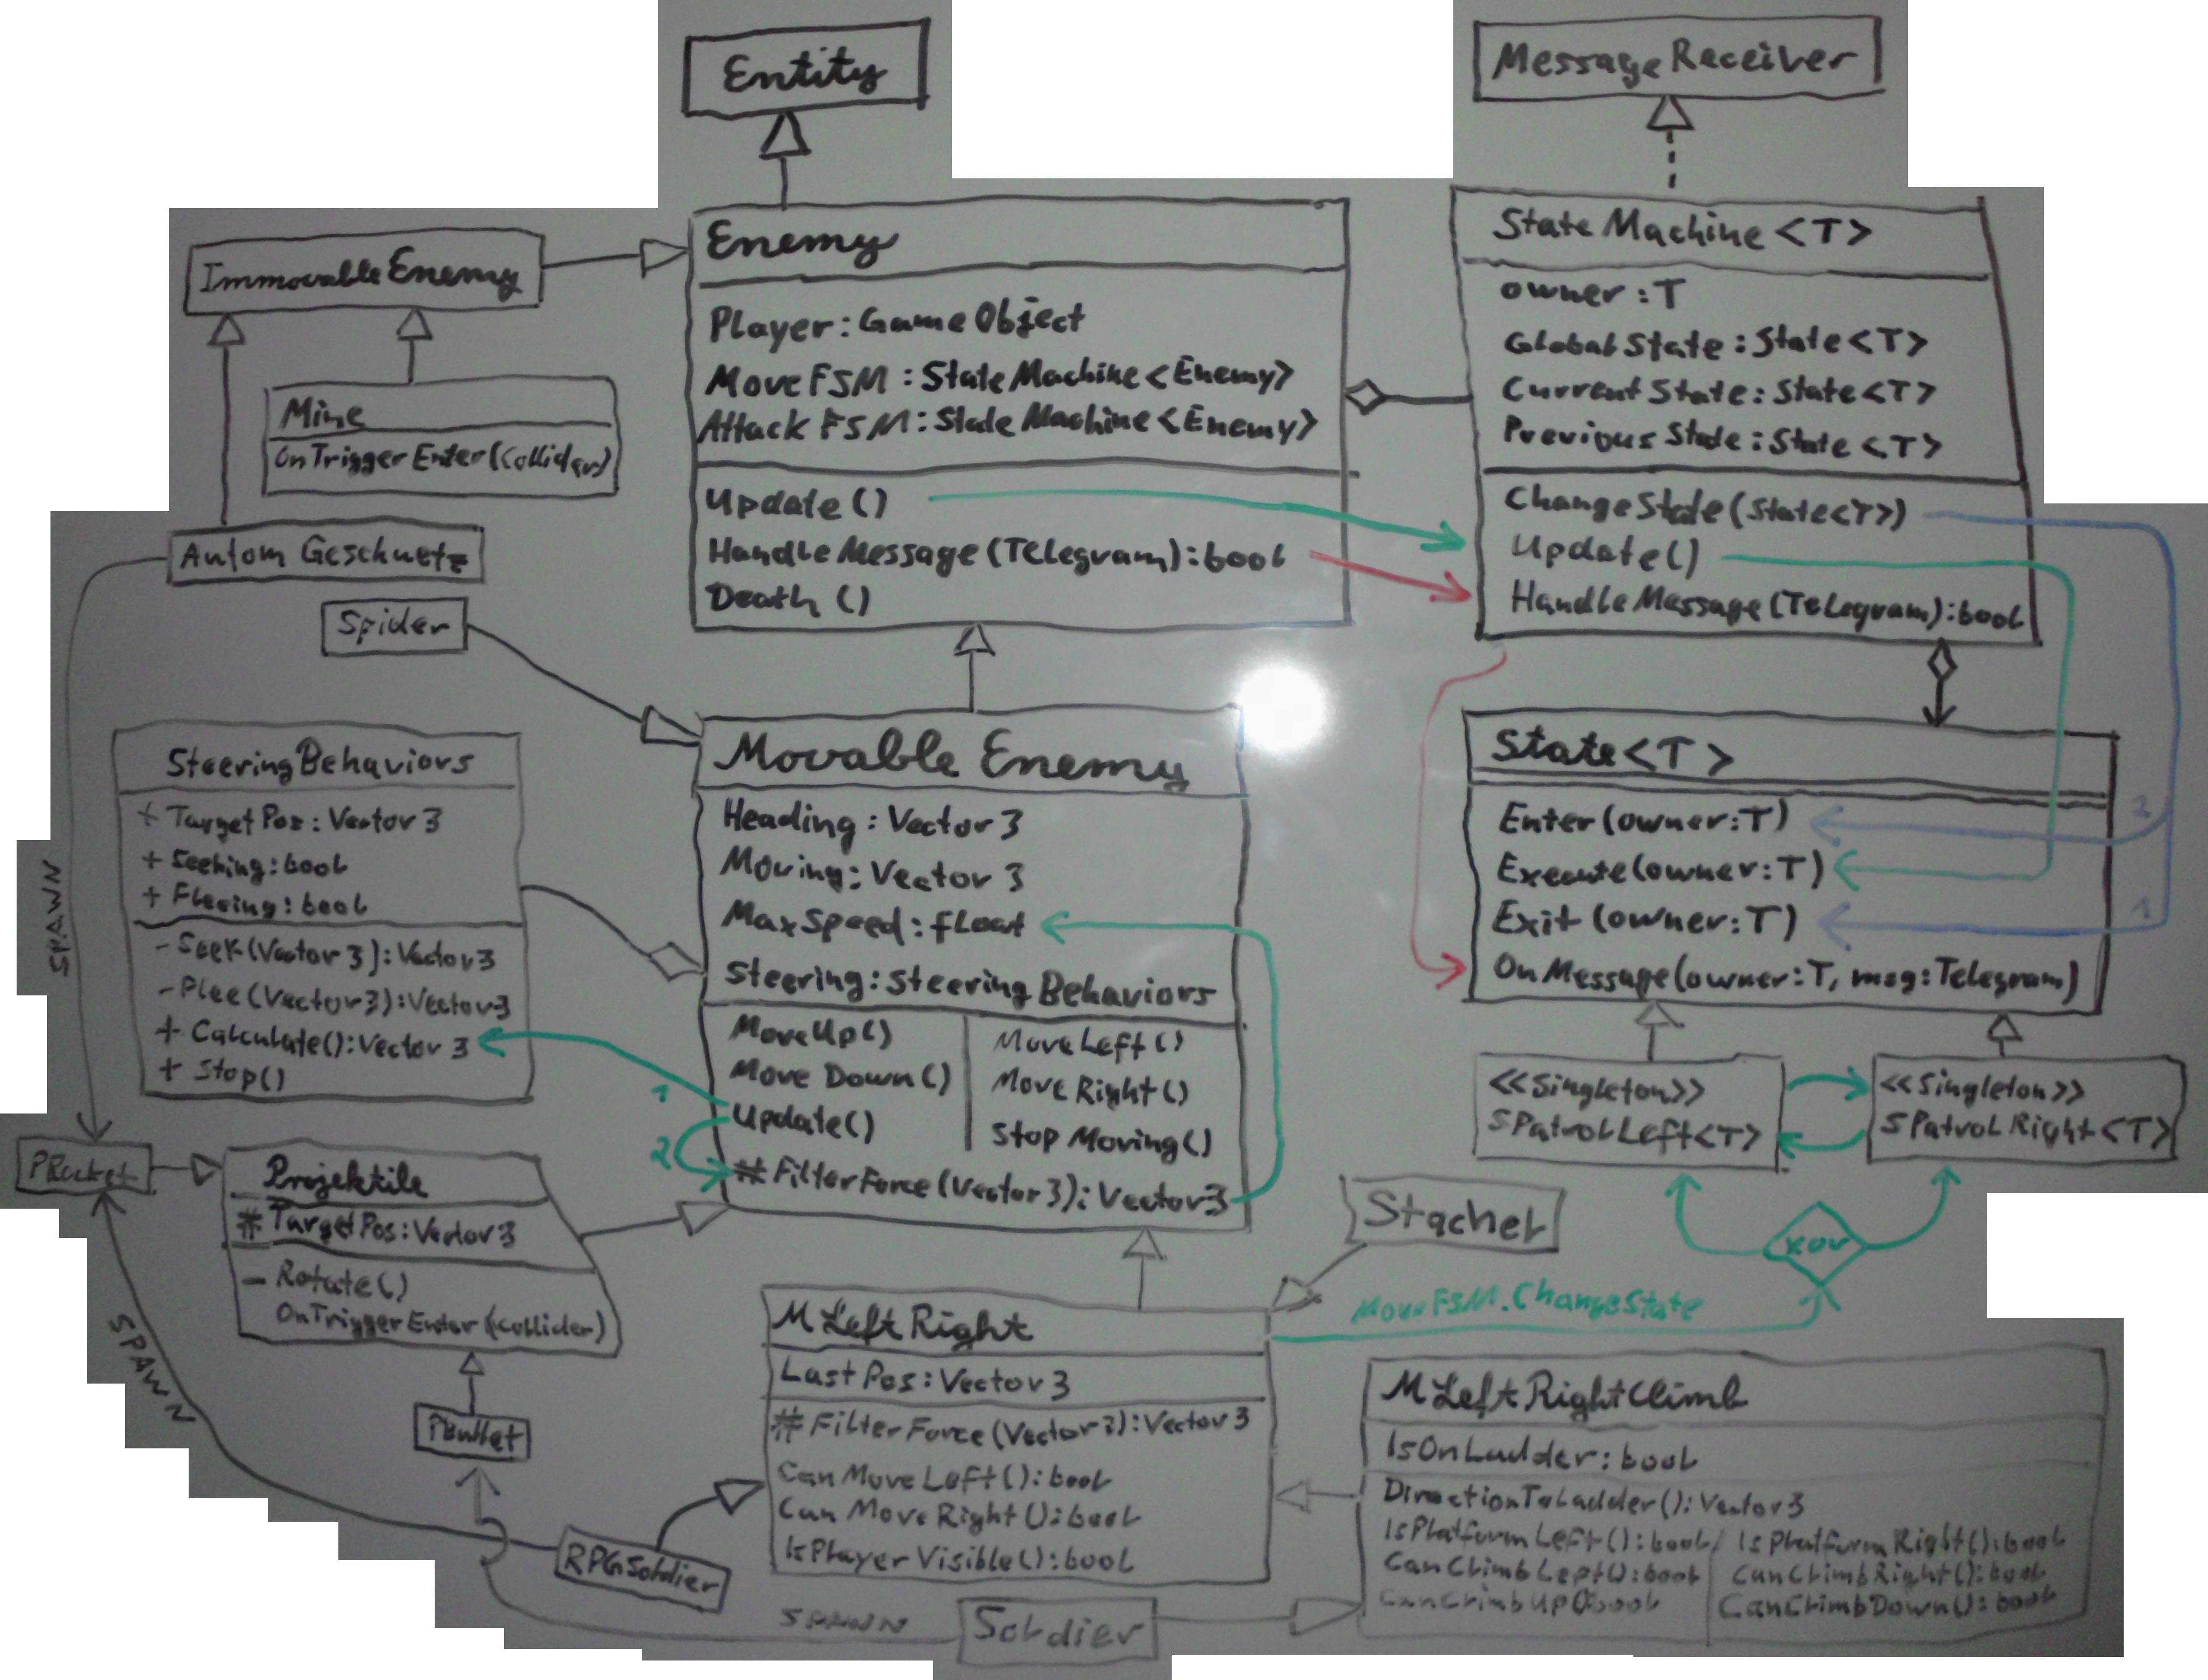 Entity
MessageReceiver
ImmovableEnemy
Mine
OnTriggerEnter(Collider)
Autom Geschuetz
Spider
Enemy
Player: GameObject
MoveFSM: StateMachine<Enemy>
AttackFSM: StateMachine<Enemy>
Update()
HandleMessage(Telegram): bool
Death()
StateMachine<T>
owner: T
GlobalState: State<T>
CurrentState: State<T>
PreviousState: State<T>
ChangeState(State<T>)
Update()
HandleMessage(Telegram): bool
SteeringBehaviors
+ TargetPos: Vector3
+ Seeking: bool
+ Fleeing: bool
- Seek(Vector3): Vector3
- Flee(Vector3): Vector3
+ Calculate(): Vector3
+ Stop()
SPAWN
Movable Enemy
Heading: Vector3
Moving: Vector3
MaxSpeed: float
Steering: SteeringBehaviors
MoveUp()
MoveDown()
Update()
MoveLeft()
MoveRight()
StopMoving()
# FilterForce(Vector3): Vector3
1
2
State<T>
Enter(owner: T)
Execute(owner: T)
Exit(owner: T)
OnMessage(owner: T, msg: Telegram)
2
1
<<Singleton>>
SPatrolLeft<T>
<<Singleton>>
SPatrolRight<T>
xor
PRocket
Projektile
# TargetPos: Vector3
- Rotate()
OnTriggerEnter(Collider)
SPAWN
PBullet
Stachel
MoveFSM.ChangeState
MLeftRight
LastPos: Vector3
# FilterForce(Vector3): Vector3
CanMoveLeft(): bool
CanMoveRight(): bool
IsPlayerVisible(): bool
MLeftRightClimb
IsOnLadder: bool
DirectionToLadder(): Vector3
IsPlatformLeft(): bool / IsPlatformRight(): bool
CanClimbLeft(): bool
CanClimbRight(): bool
CanClimbUp(): bool
CanClimbDown(): bool
RPGSoldier
SPAWN
Soldier